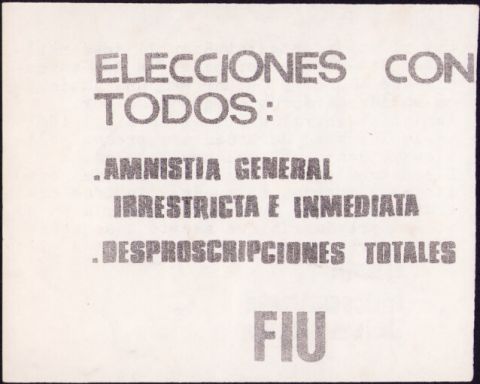 ELECCIONES CON
TODOS:
.AMNISTIA GENERAL
IRRESTRICTA E INMEDIATA
.DESPROSCRIPCIONES TOTALES
FIU